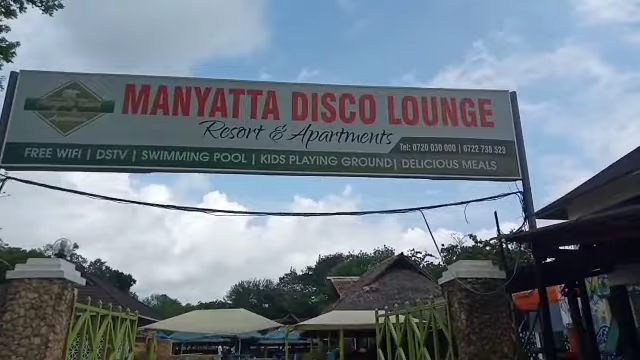 MANYATTA DISCO LOUNGE
Resort & Apartments
Tel: 0720 030 000 | 0722 738 523
FREE WIFI | DSTV | SWIMMING POOL | KIDS PLAYING GROUND | DELICIOUS MEALS